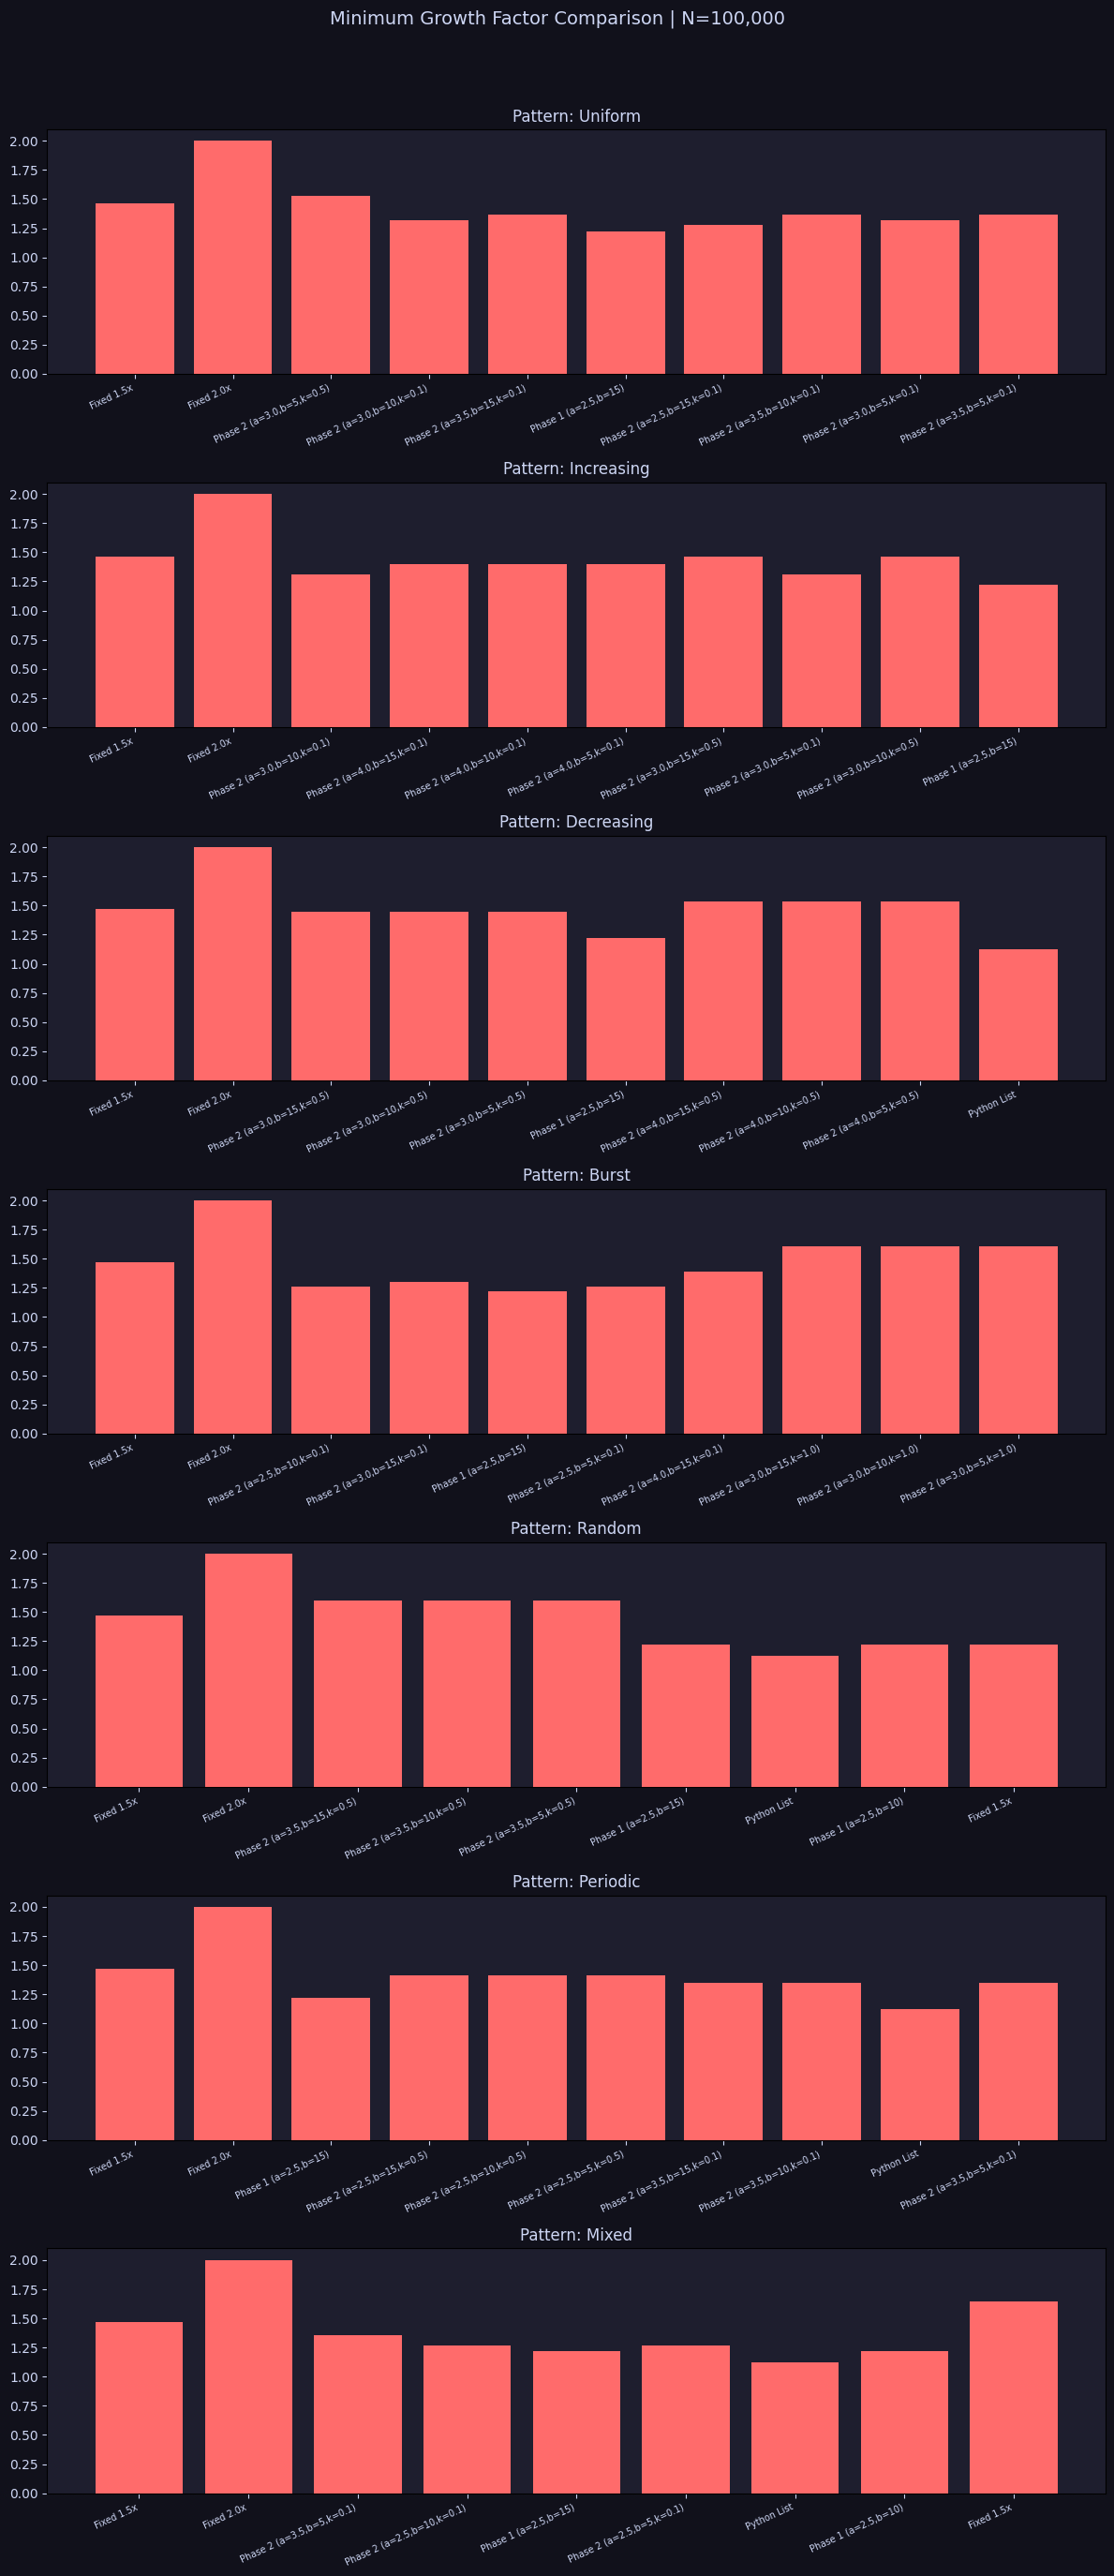 Minimum Growth Factor Comparison | N=100,000
Pattern: Uniform
2.00
1.75
1.50
1.25
1.00
0.75
0.50
0.25
0.00
Fixed 1.5x
Fixed 2.0x
Phase 2 (a=3.0,b=5,k=0.5)
Phase 2 (a=3.0,b=10,k=0.1)
Phase 2 (a=3.5,b=15,k=0.1)
Phase 1 (a=2.5,b=15)
Phase 2 (a=2.5,b=15,k=0.1)
Phase 2 (a=3.5,b=10,k=0.1)
Phase 2 (a=3.0,b=5,k=0.1)
Phase 2 (a=3.5,b=5,k=0.1)
Pattern: Increasing
2.00
1.75
1.50
1.25
1.00
0.75
0.50
0.25
0.00
Fixed 1.5x
Fixed 2.0x
Phase 2 (a=3.0,b=10,k=0.1)
Phase 2 (a=4.0,b=15,k=0.1)
Phase 2 (a=4.0,b=10,k=0.1)
Phase 2 (a=4.0,b=5,k=0.1)
Phase 2 (a=3.0,b=15,k=0.5)
Phase 2 (a=3.0,b=5,k=0.1)
Phase 2 (a=3.0,b=10,k=0.5)
Phase 1 (a=2.5,b=15)
Pattern: Decreasing
2.00
1.75
1.50
1.25
1.00
0.75
0.50
0.25
0.00
Fixed 1.5x
Fixed 2.0x
Phase 2 (a=3.0,b=15,k=0.5)
Phase 2 (a=3.0,b=10,k=0.5)
Phase 2 (a=3.0,b=5,k=0.5)
Phase 1 (a=2.5,b=15)
Phase 2 (a=4.0,b=15,k=0.5)
Phase 2 (a=4.0,b=10,k=0.5)
Phase 2 (a=4.0,b=5,k=0.5)
Python List
Pattern: Burst
2.00
1.75
1.50
1.25
1.00
0.75
0.50
0.25
0.00
Fixed 1.5x
Fixed 2.0x
Phase 2 (a=2.5,b=10,k=0.1)
Phase 2 (a=3.0,b=15,k=0.1)
Phase 1 (a=2.5,b=15)
Phase 2 (a=2.5,b=5,k=0.1)
Phase 2 (a=4.0,b=15,k=0.1)
Phase 2 (a=3.0,b=15,k=1.0)
Phase 2 (a=3.0,b=10,k=1.0)
Phase 2 (a=3.0,b=5,k=1.0)
Pattern: Random
2.00
1.75
1.50
1.25
1.00
0.75
0.50
0.25
0.00
Fixed 1.5x
Fixed 2.0x
Phase 2 (a=3.5,b=15,k=0.5)
Phase 2 (a=3.5,b=10,k=0.5)
Phase 2 (a=3.5,b=5,k=0.5)
Phase 1 (a=2.5,b=15)
Python List
Phase 1 (a=2.5,b=10)
Fixed 1.5x
Pattern: Periodic
2.00
1.75
1.50
1.25
1.00
0.75
0.50
0.25
0.00
Fixed 1.5x
Fixed 2.0x
Phase 1 (a=2.5,b=15)
Phase 2 (a=2.5,b=15,k=0.5)
Phase 2 (a=2.5,b=10,k=0.5)
Phase 2 (a=2.5,b=5,k=0.5)
Phase 2 (a=3.5,b=15,k=0.1)
Phase 2 (a=3.5,b=10,k=0.1)
Python List
Phase 2 (a=3.5,b=5,k=0.1)
Pattern: Mixed
2.00
1.75
1.50
1.25
1.00
0.75
0.50
0.25
0.00
Fixed 1.5x
Fixed 2.0x
Phase 2 (a=3.5,b=5,k=0.1)
Phase 2 (a=2.5,b=10,k=0.1)
Phase 1 (a=2.5,b=15)
Phase 2 (a=2.5,b=5,k=0.1)
Python List
Phase 1 (a=2.5,b=10)
Fixed 1.5x